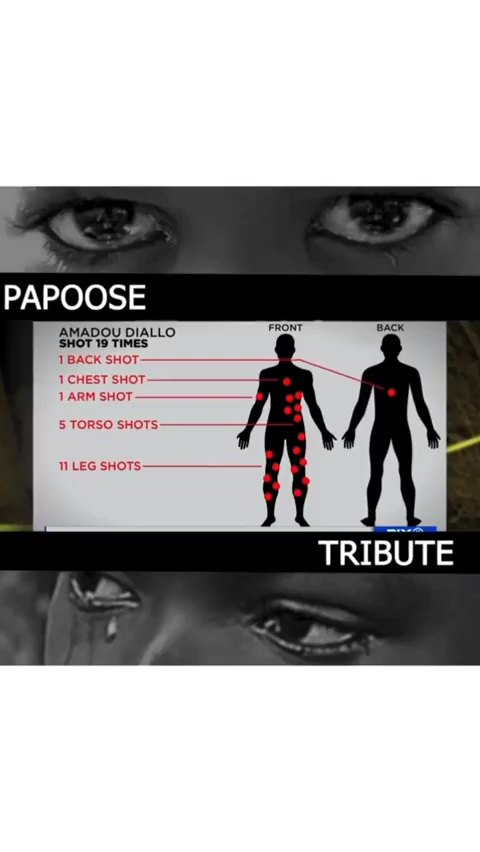 PAPOOSE
AMADOU DIALLO
SHOT 19 TIMES
FRONT
BACK
1 BACK SHOT
1 CHEST SHOT
1 ARM SHOT
5 TORSO SHOTS
11 LEG SHOTS
TRIBUTE